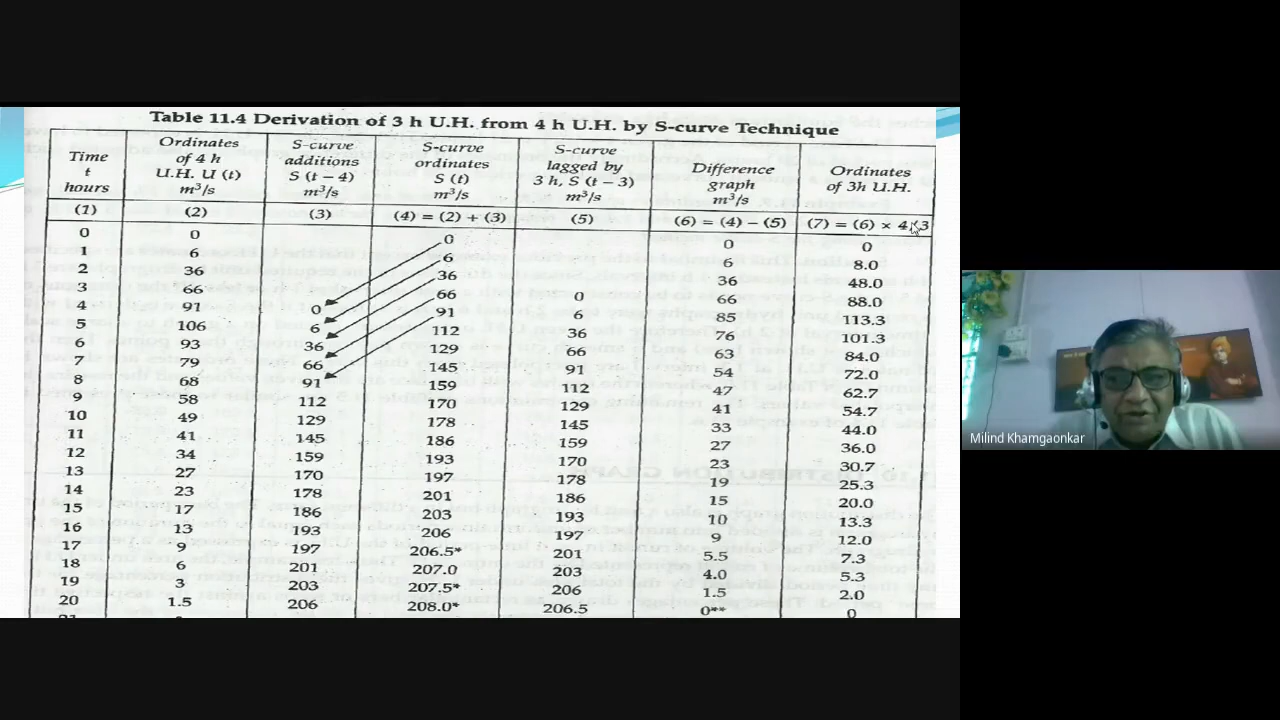 Table 11.4 Derivation of 3 h U.H. from 4 h U.H. by S-curve Technique
Time t hours | Ordinates of 4 h U.H. U (t) m³/s | S-curve additions S (t – 4) m³/s | S-curve ordinates S (t) m³/s | S-curve lagged by 3 h, S (t – 3) m³/s | Difference graph m³/s | Ordinates of 3h U.H.
(1) | (2) | (3) | (4) = (2) + (3) | (5) | (6) = (4) – (5) | (7) = (6) × 4/3
0 | 0 | | 0 | | 0 | 0
1 | 6 | | 6 | | 6 | 8.0
2 | 36 | | 36 | | 36 | 48.0
3 | 66 | | 66 | 0 | 66 | 88.0
4 | 91 | 0 | 91 | 6 | 85 | 113.3
5 | 106 | 6 | 112 | 36 | 76 | 101.3
6 | 93 | 36 | 129 | 66 | 63 | 84.0
7 | 79 | 66 | 145 | 91 | 54 | 72.0
8 | 68 | 91 | 159 | 112 | 47 | 62.7
9 | 58 | 112 | 170 | 129 | 41 | 54.7
10 | 49 | 129 | 178 | 145 | 33 | 44.0
11 | 41 | 145 | 186 | 159 | 27 | 36.0
12 | 34 | 159 | 193 | 170 | 23 | 30.7
13 | 27 | 170 | 197 | 178 | 19 | 25.3
14 | 23 | 178 | 201 | 186 | 15 | 20.0
15 | 17 | 186 | 203 | 193 | 10 | 13.3
16 | 13 | 193 | 206 | 197 | 9 | 12.0
17 | 9 | 197 | 206.5* | 201 | 5.5 | 7.3
18 | 6 | 201 | 207.0 | 203 | 4.0 | 5.3
19 | 3 | 203 | 207.5* | 206 | 1.5 | 2.0
20 | 1.5 | 206 | 208.0* | 206.5 | 0** | 0
Milind Khamgaonkar